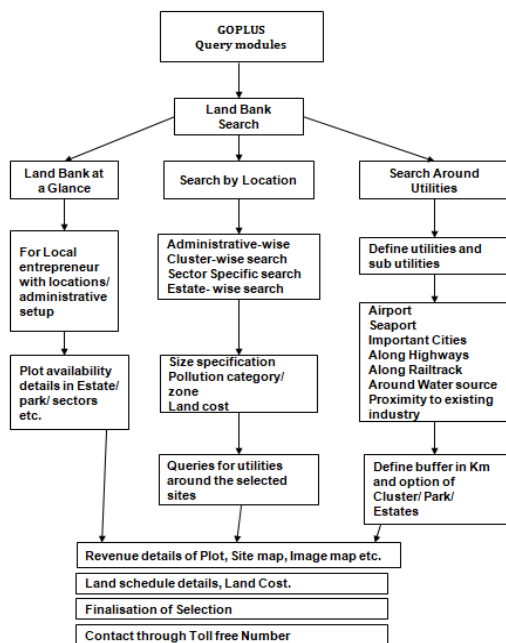 GOPLUS
Query modules
Land Bank
Search
Land Bank at
a Glance
Search by Location
Search Around
Utilities
For Local
entrepreneur
with locations/
administrative
setup
Administrative-wise
Cluster-wise search
Sector Specific search
Estate- wise search
Define utilities and
sub utilities
Plot availability
details in Estate/
park/ sectors
etc.
Size specification
Pollution category/
zone
Land cost
Airport
Seaport
Important Cities
Along Highways
Along Railtrack
Around Water source
Proximity to existing
industry
Queries for utilities
around the selected
sites
Define buffer in Km
and option of
Cluster/ Park/
Estates
Revenue details of Plot, Site map, Image map etc.
Land schedule details, Land Cost.
Finalisation of Selection
Contact through Toll free Number